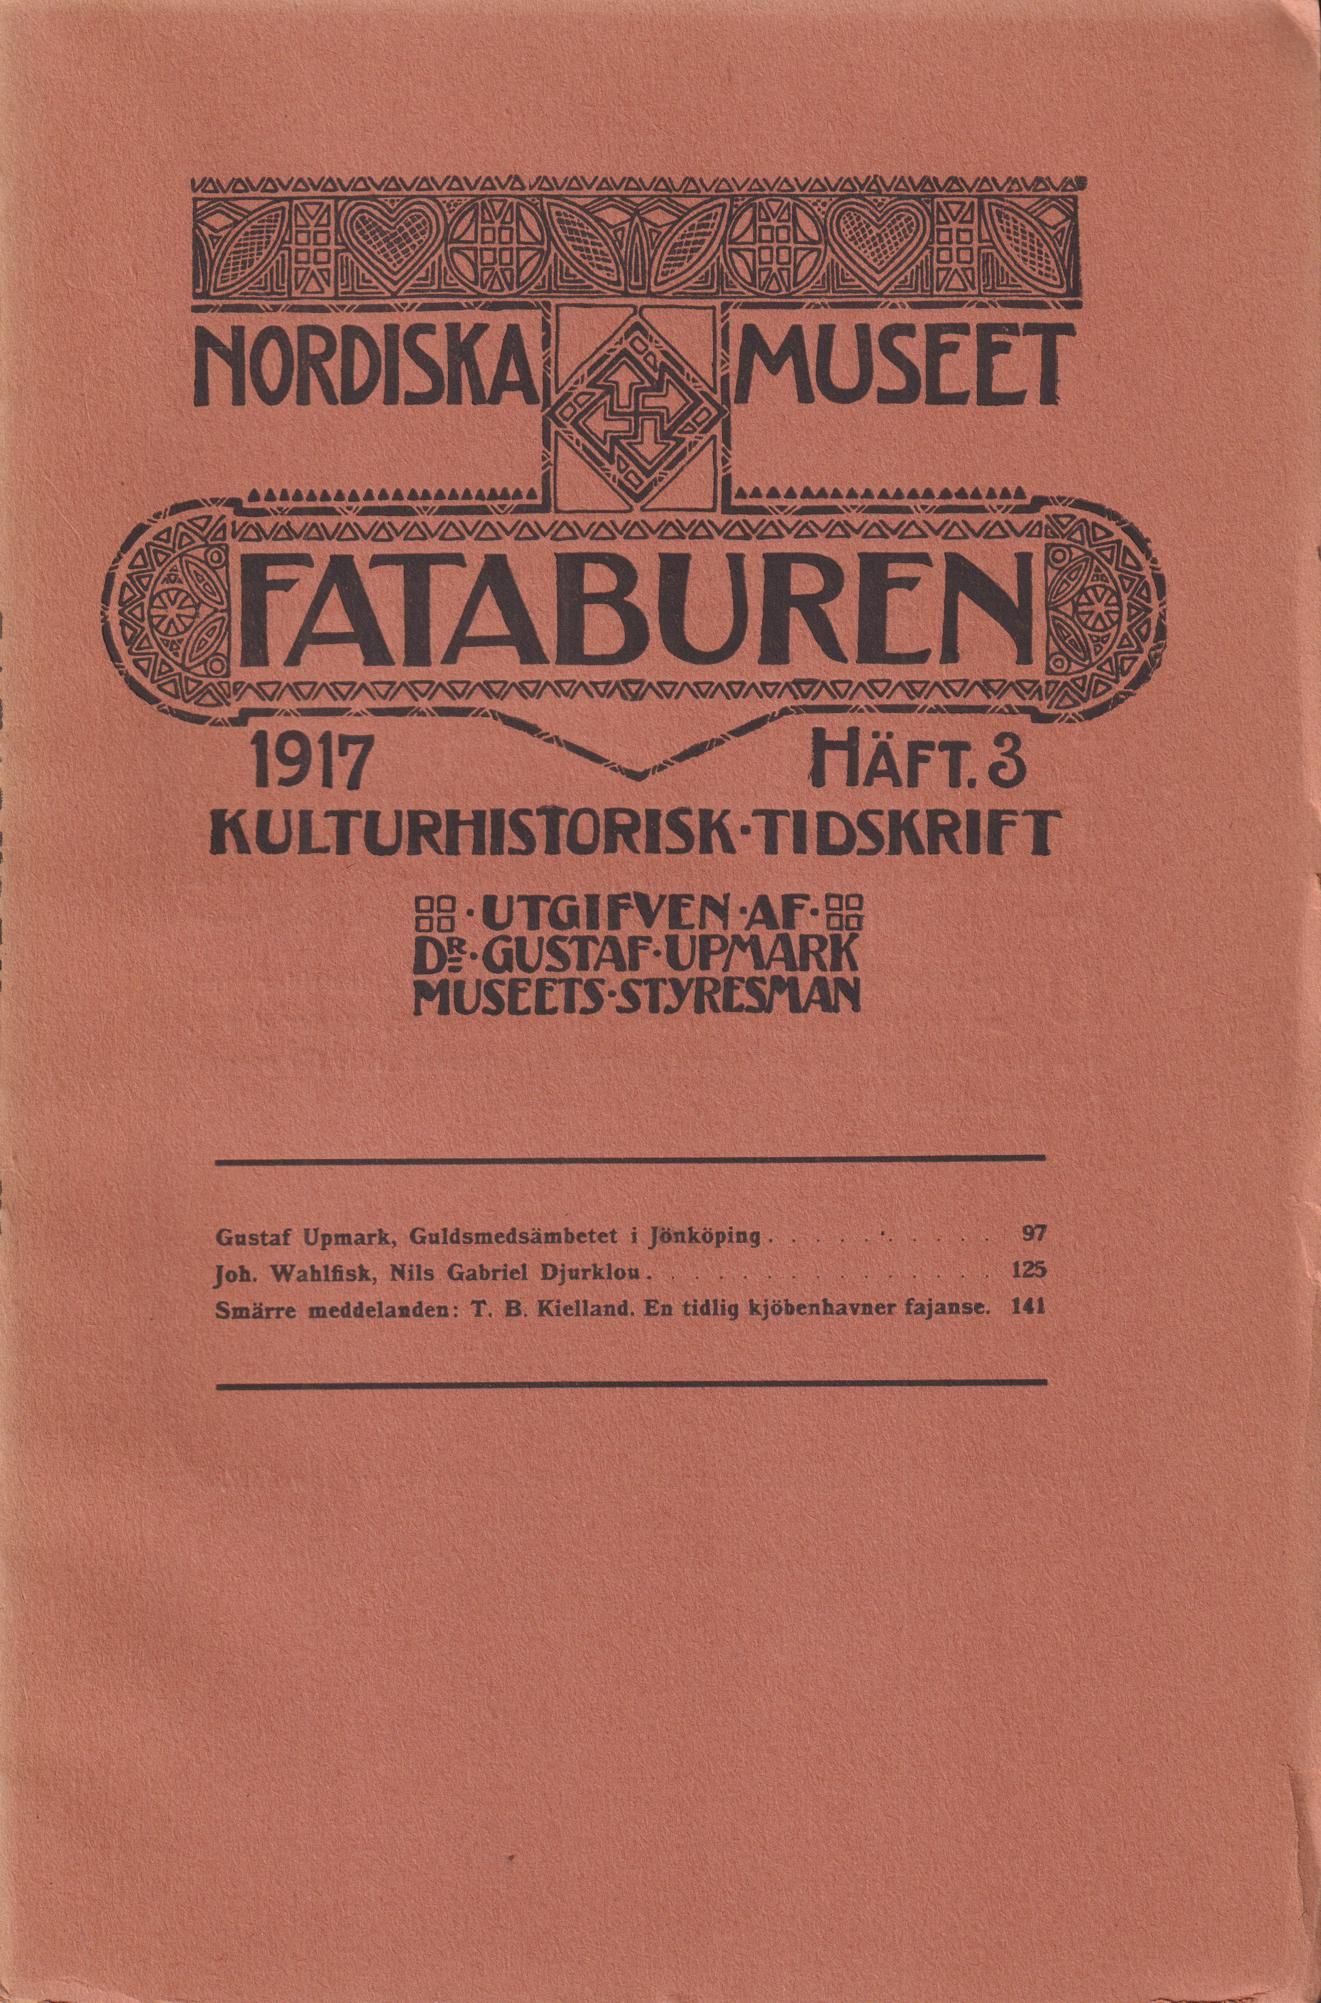 NORDISKA MUSEET
FATABUREN
1917 HÄFT. 3
KULTURHISTORISK·TIDSKRIFT
·UTGIFVEN·AF·
DR·GUSTAF·UPMARK
MUSEETS·STYRESMAN
Gustaf Upmark, Guldsmedsämbetet i Jönköping. . . . . . . . . . . 97
Joh. Wahlfisk, Nils Gabriel Djurklou. . . . . . . . . . . . . . . . 125
Smärre meddelanden: T. B. Kielland. En tidlig kjöbenhavner fajanse. 141